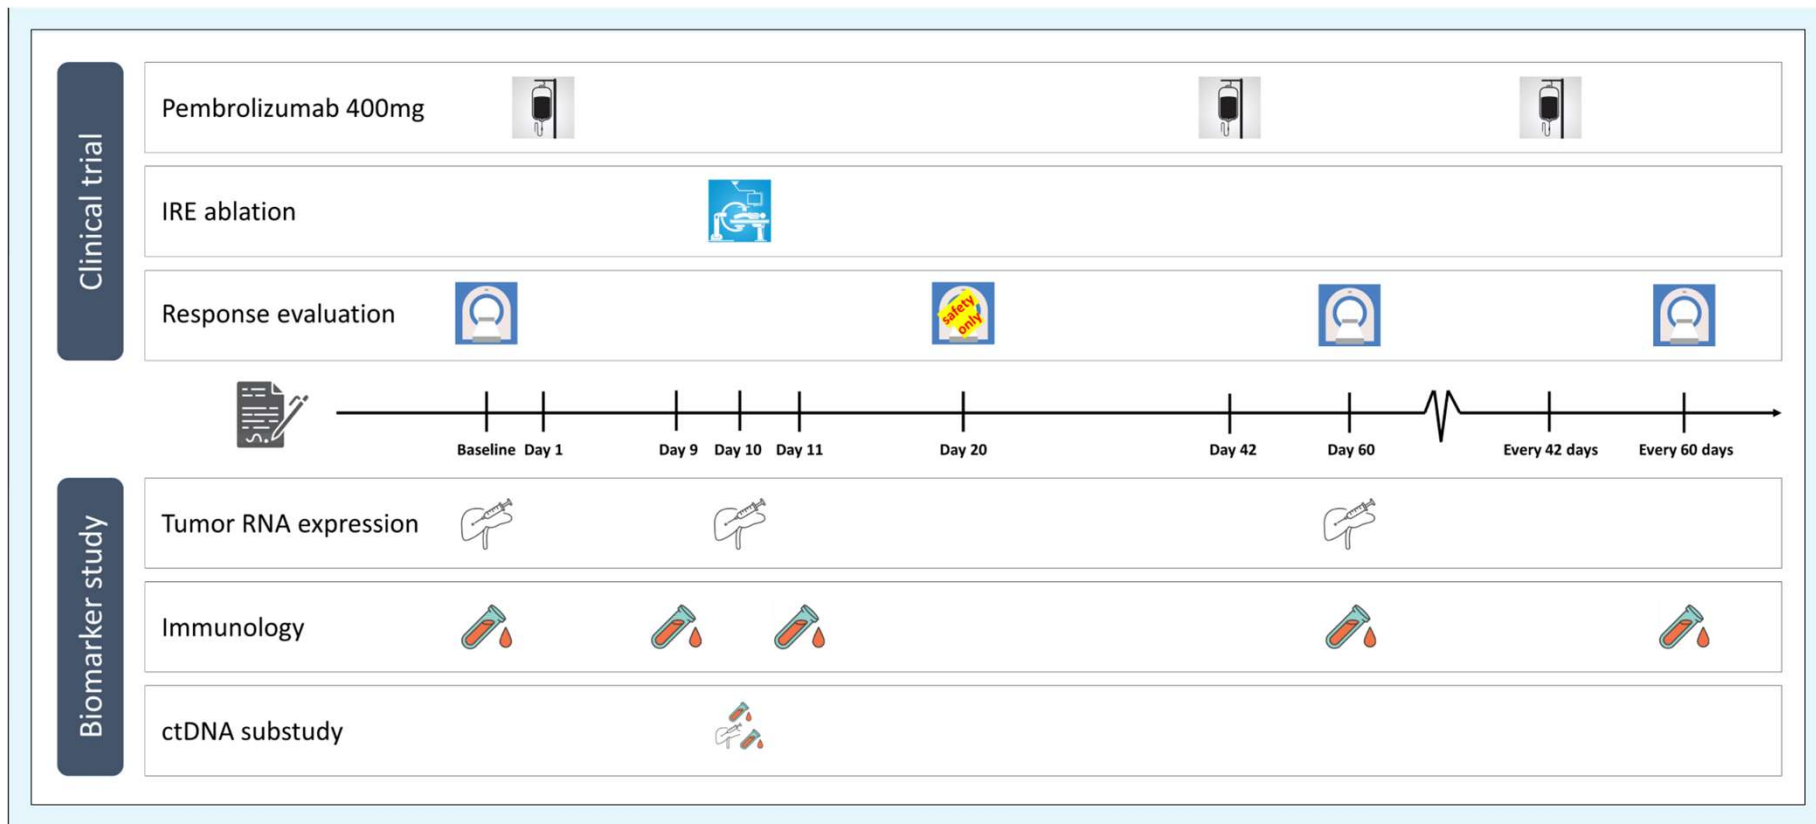 Clinical trial
Pembrolizumab 400mg
IRE ablation
Response evaluation
safety
only
Baseline Day 1 Day 9 Day 10 Day 11 Day 20 Day 42 Day 60 Every 42 days Every 60 days
Biomarker study
Tumor RNA expression
Immunology
ctDNA substudy